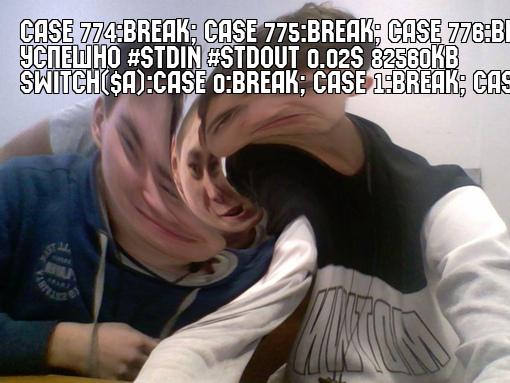 CASE 774:BREAK; CASE 775:BREAK; CASE 776:BR
УСПЕШНО #STDIN #STDOUT 0.02S 82560KB
SWITCH($A):CASE 0:BREAK; CASE 1:BREAK; CAS